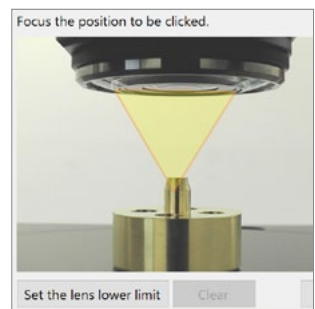 Focus the position to be clicked.
Set the lens lower limit
Clear